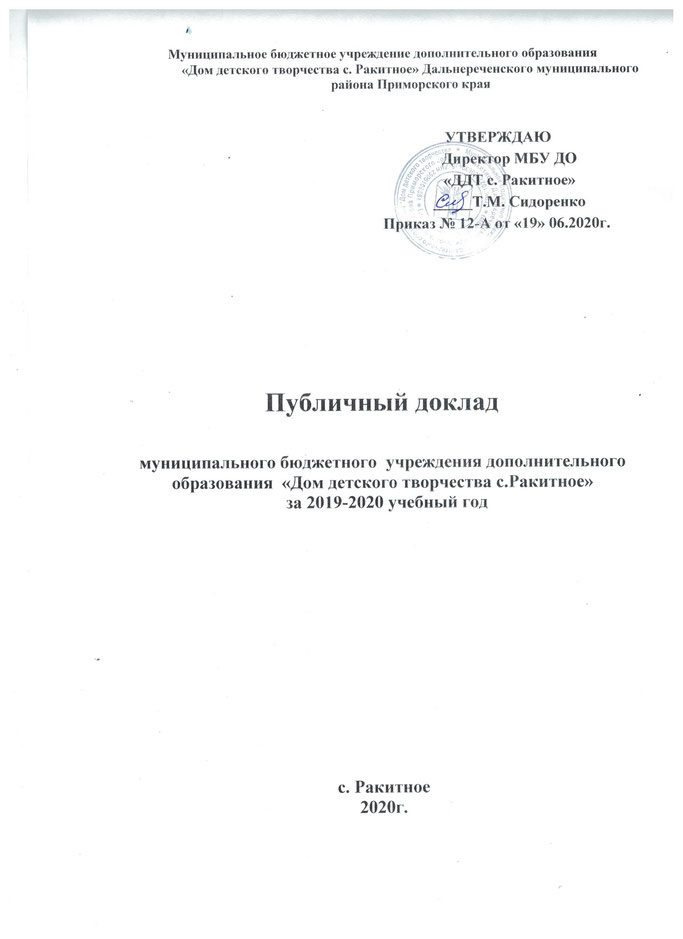 Муниципальное бюджетное учреждение дополнительного образования
«Дом детского творчества с. Ракитное» Дальнереченского муниципального
района Приморского края
УТВЕРЖДАЮ
Директор МБУ ДО
«ДДТ с. Ракитное»
Т.М. Сидоренко
Приказ № 12-А от «19» 06.2020г.
Публичный доклад
муниципального бюджетного учреждения дополнительного
образования «Дом детского творчества с.Ракитное»
за 2019-2020 учебный год
с. Ракитное
2020г.